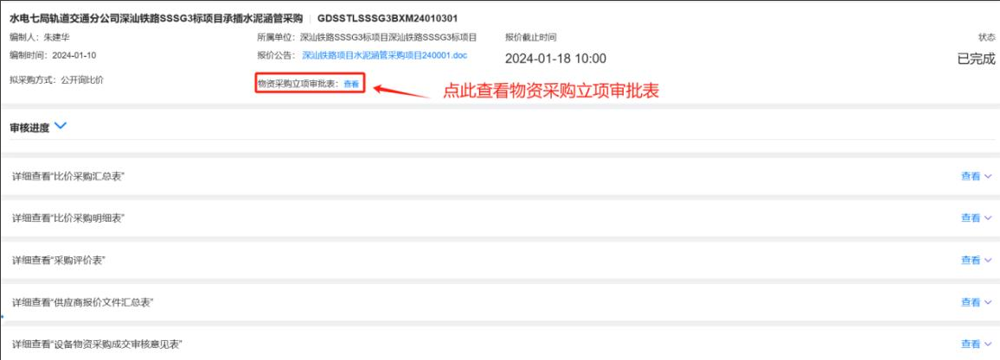 水电七局轨道交通分公司深汕铁路SSSG3标项目承插水泥涵管采购 | GDSSTLSSSG3BXM24010301
编制人：朱建华 所属单位：深汕铁路SSSG3标项目深汕铁路SSSG3标项目 报价截止时间 状态
编制时间：2024-01-10 报价公告：深汕铁路项目水泥涵管采购项目240001.doc 2024-01-18 10:00 已完成
拟采购方式：公开询比价 物资采购立项审批表：查看 点此查看物资采购立项审批表
审核进度
详细查看“比价采购汇总表” 查看
详细查看“比价采购明细表” 查看
详细查看“采购评价表” 查看
详细查看“供应商报价文件汇总表” 查看
详细查看“设备物资采购成交审核意见表” 查看